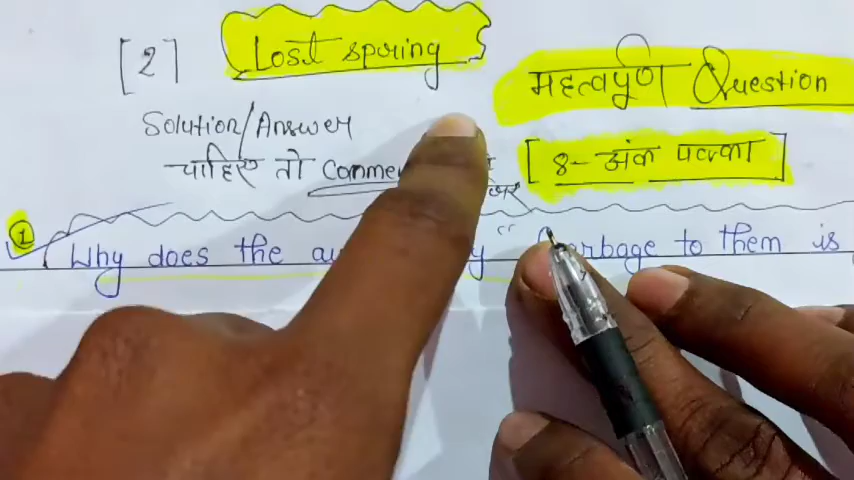 [2] Lost spring
महत्वपूर्ण Question
Solution/Answer
चाहिए तो
[8-अंक पक्का]
① Why does the " Garbage to them is